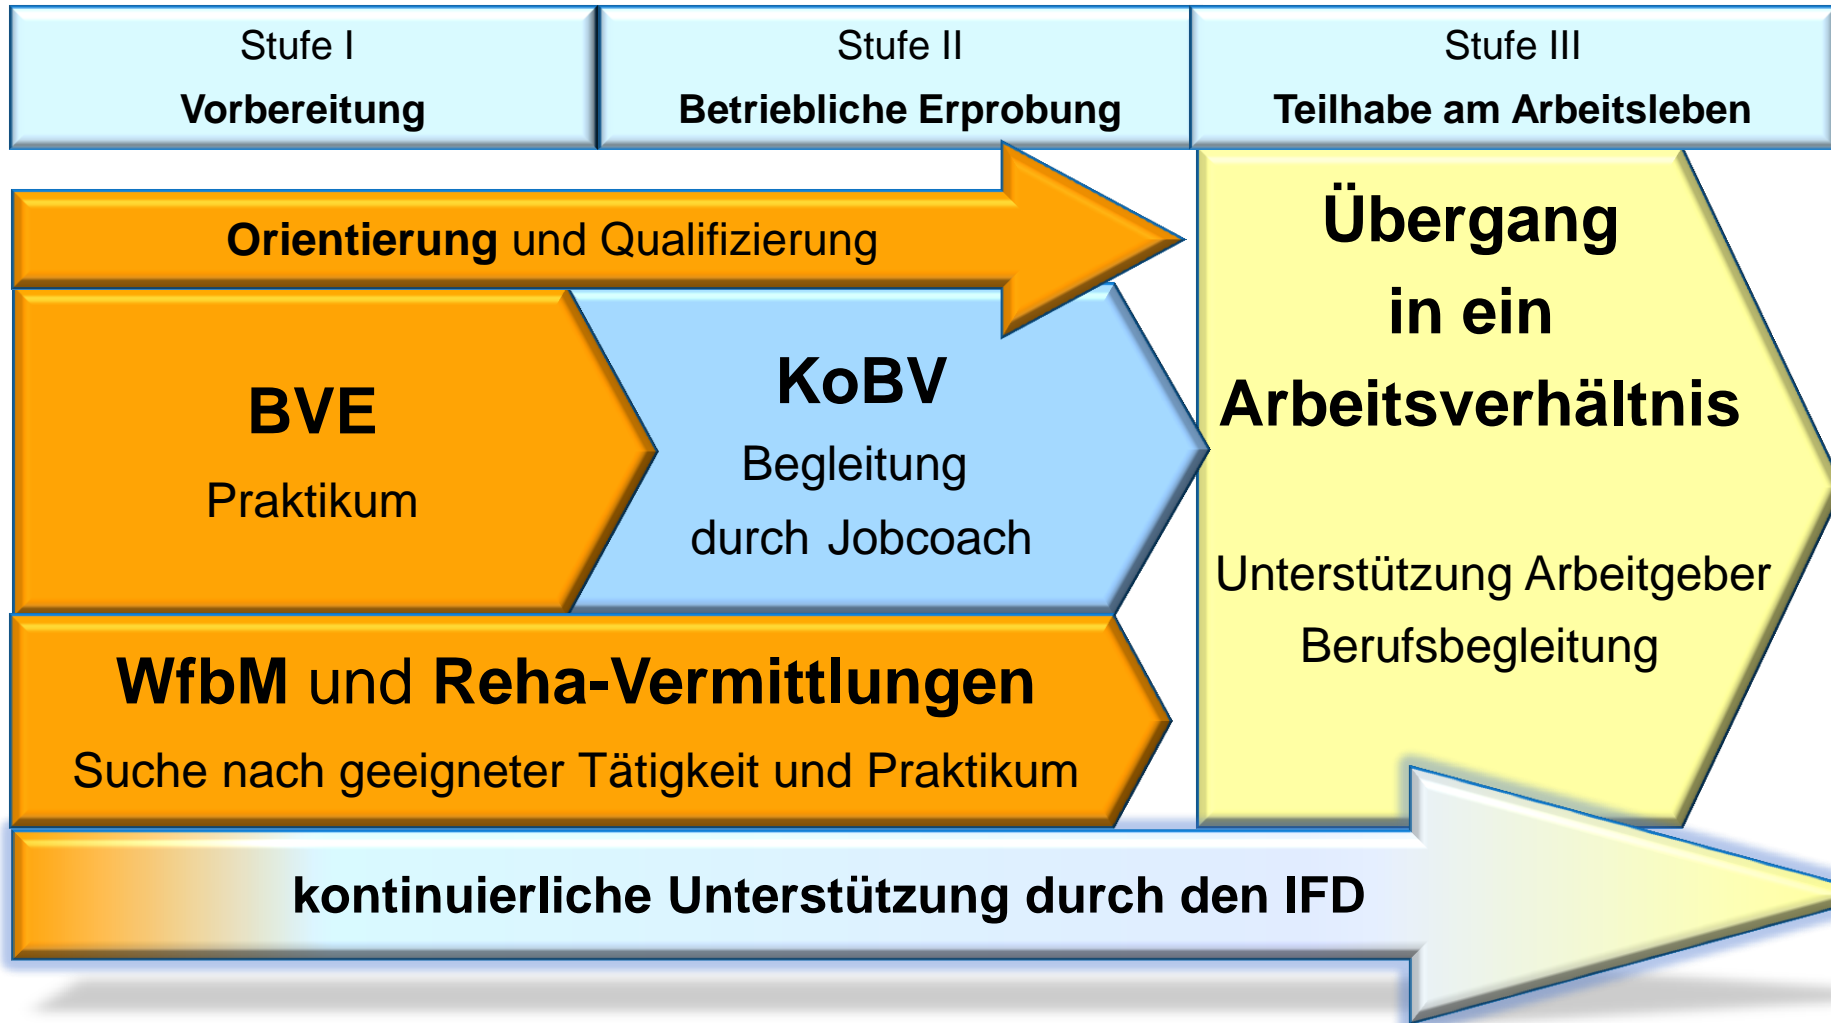 Stufe I
Vorbereitung
Stufe II
Betriebliche Erprobung
Stufe III
Teilhabe am Arbeitsleben
Orientierung und Qualifizierung
BVE
Praktikum
KoBV
Begleitung
durch Jobcoach
Übergang
in ein
Arbeitsverhältnis
Unterstützung Arbeitgeber
Berufsbegleitung
WfbM und Reha-Vermittlungen
Suche nach geeigneter Tätigkeit und Praktikum
kontinuierliche Unterstützung durch den IFD